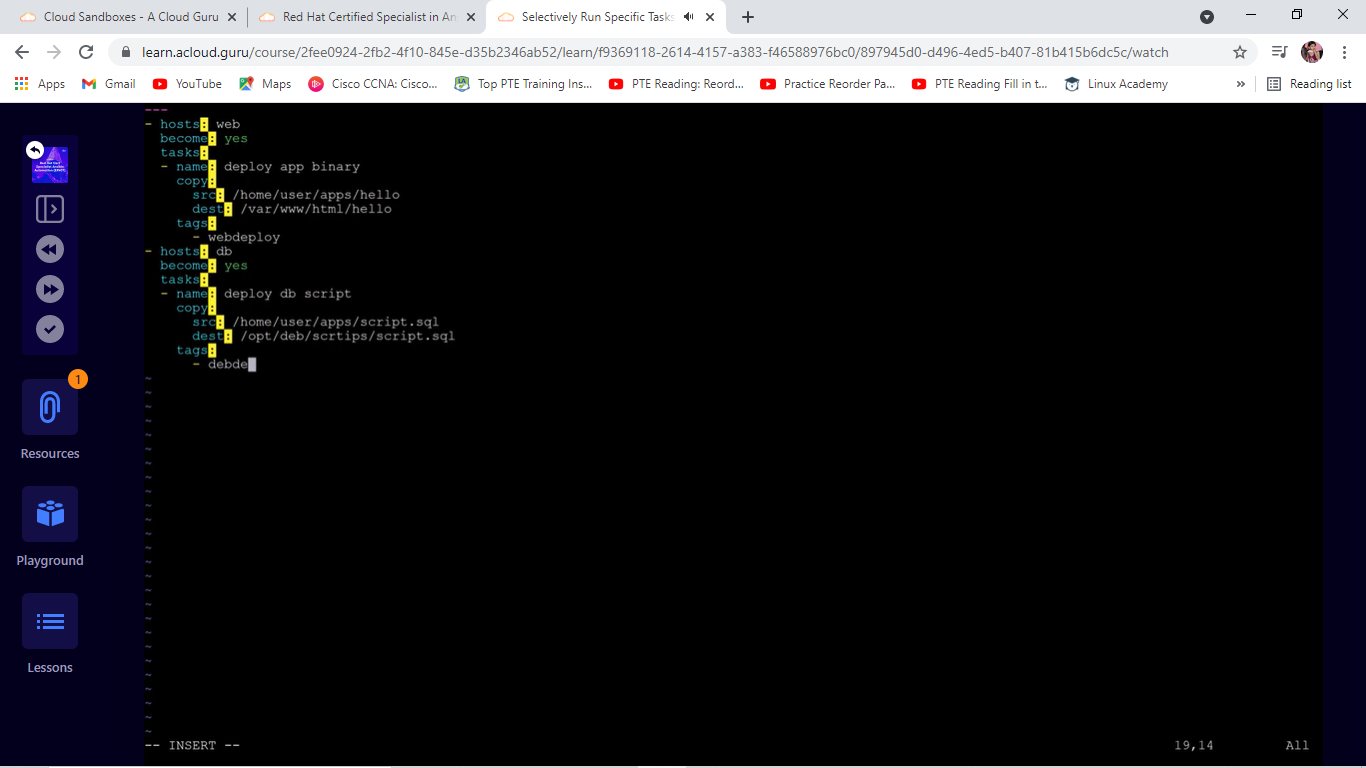 Cloud Sandboxes - A Cloud Guru
Red Hat Certified Specialist in An
Selectively Run Specific Tasks
learn.acloud.guru/course/2fee0924-2fb2-4f10-845e-d35b2346ab52/learn/f9369118-2614-4157-a383-f46588976bc0/897945d0-d496-4ed5-b407-81b415b6dc5c/watch
Apps Gmail YouTube Maps Cisco CCNA: Cisco... Top PTE Training Ins... PTE Reading: Reord... Practice Reorder Pa... PTE Reading Fill in t... Linux Academy » Reading list
---
- hosts: web
become: yes
tasks:
- name: deploy app binary
copy:
src: /home/user/apps/hello
dest: /var/www/html/hello
tags:
- webdeploy
- hosts: db
become: yes
tasks:
- name: deploy db script
copy:
src: /home/user/apps/script.sql
dest: /opt/deb/scrtips/script.sql
tags:
- debde
1
Resources
Playground
Lessons
-- INSERT -- 19,14 All